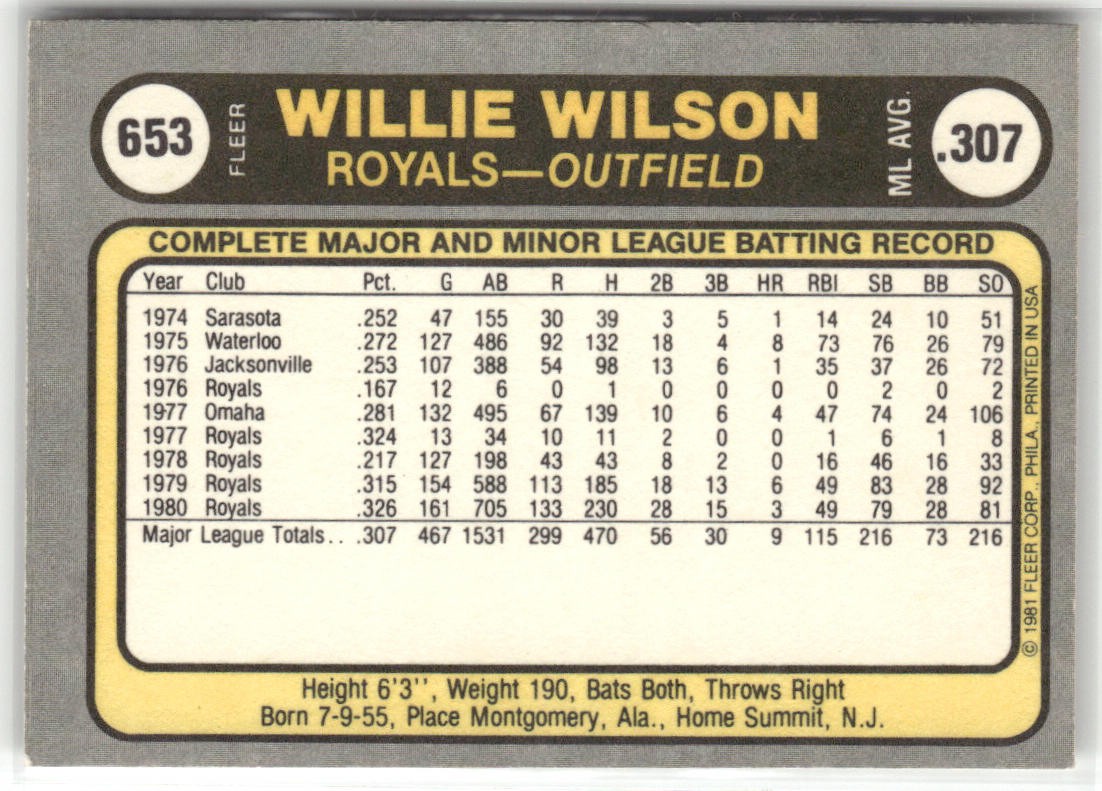 653 FLEER WILLIE WILSON ML AVG. .307
ROYALS—OUTFIELD
COMPLETE MAJOR AND MINOR LEAGUE BATTING RECORD
Year Club Pct. G AB R H 2B 3B HR RBI SB BB SO
1974 Sarasota .252 47 155 30 39 3 5 1 14 24 10 51
1975 Waterloo .272 127 486 92 132 18 4 8 73 76 26 79
1976 Jacksonville .253 107 388 54 98 13 6 1 35 37 26 72
1976 Royals .167 12 6 0 1 0 0 0 0 2 0 2
1977 Omaha .281 132 495 67 139 10 6 4 47 74 24 106
1977 Royals .324 13 34 10 11 2 0 0 1 6 1 8
1978 Royals .217 127 198 43 43 8 2 0 16 46 16 33
1979 Royals .315 154 588 113 185 18 13 6 49 83 28 92
1980 Royals .326 161 705 133 230 28 15 3 49 79 28 81
Major League Totals . . .307 467 1531 299 470 56 30 9 115 216 73 216
© 1981 FLEER CORP., PHILA., PRINTED IN USA
Height 6'3'', Weight 190, Bats Both, Throws Right
Born 7-9-55, Place Montgomery, Ala., Home Summit, N.J.